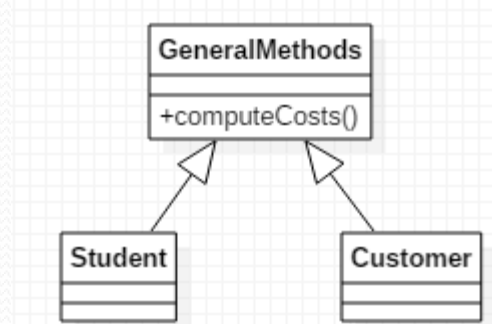 GeneralMethods
+computeCosts()
Student
Customer